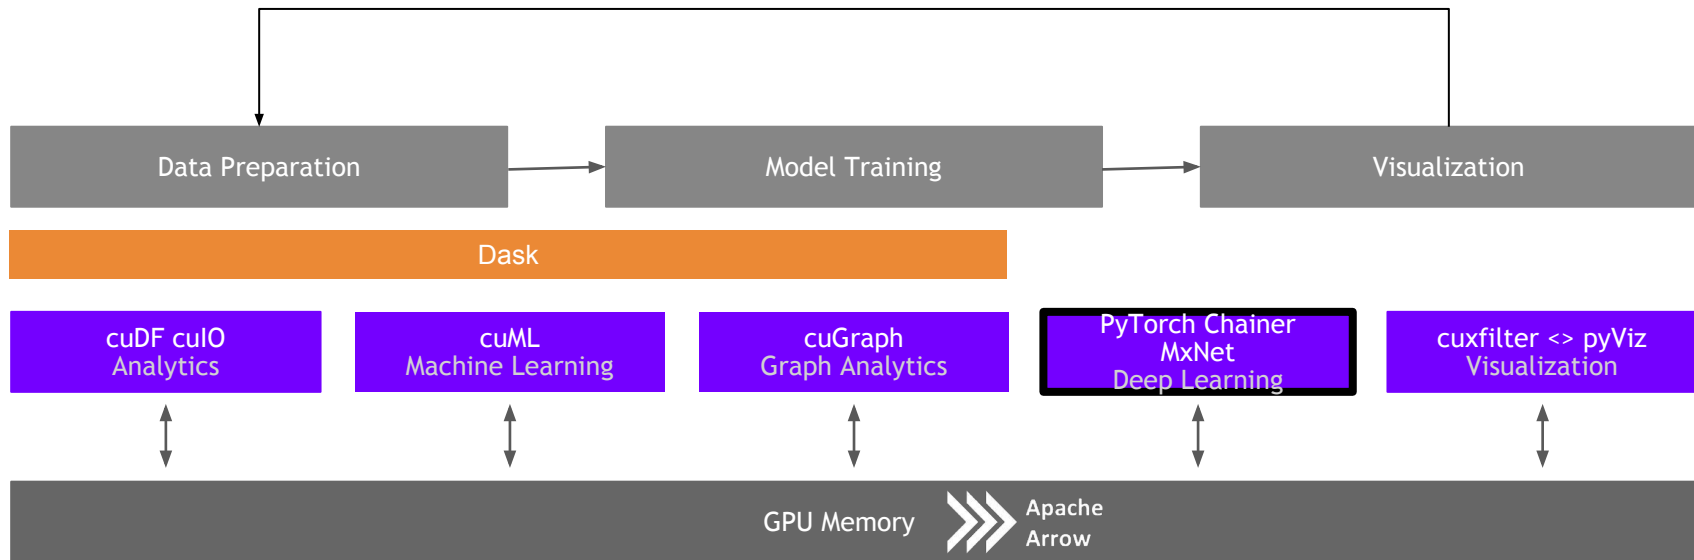 Data Preparation
Model Training
Visualization
Dask
cuDF cuIO
Analytics
cuML
Machine Learning
cuGraph
Graph Analytics
PyTorch Chainer
MxNet
Deep Learning
cuxfilter <> pyViz
Visualization
GPU Memory
Apache
Arrow